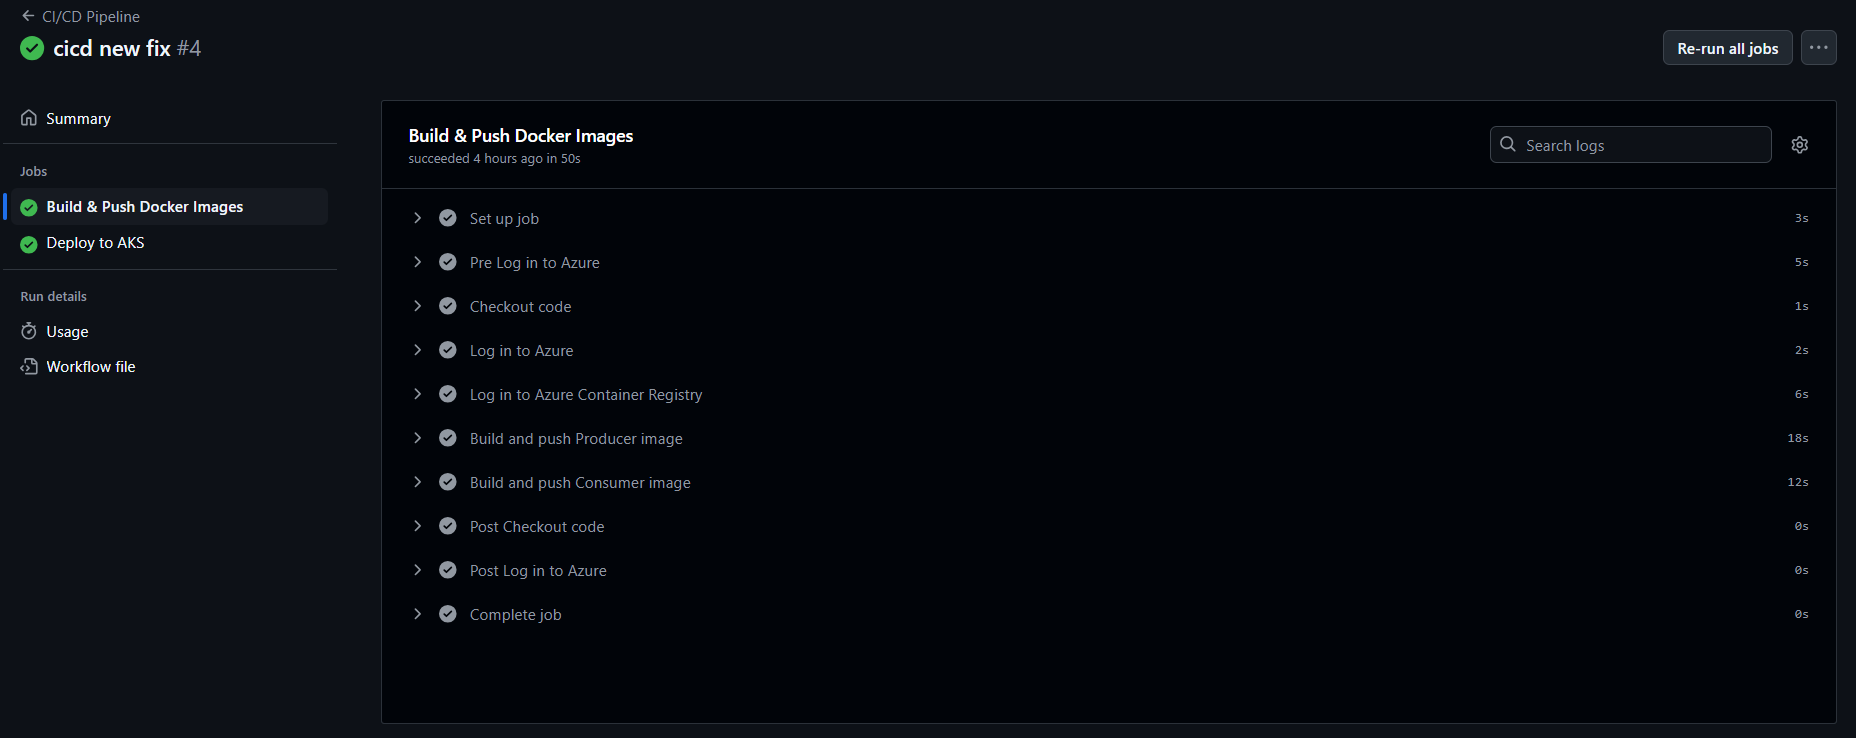 CI/CD Pipeline
cicd new fix #4
Re-run all jobs
Summary
Jobs
Build & Push Docker Images
Deploy to AKS
Run details
Usage
Workflow file
Build & Push Docker Images
succeeded 4 hours ago in 50s
Search logs
Set up job 3s
Pre Log in to Azure 5s
Checkout code 1s
Log in to Azure 2s
Log in to Azure Container Registry 6s
Build and push Producer image 18s
Build and push Consumer image 12s
Post Checkout code 0s
Post Log in to Azure 0s
Complete job 0s